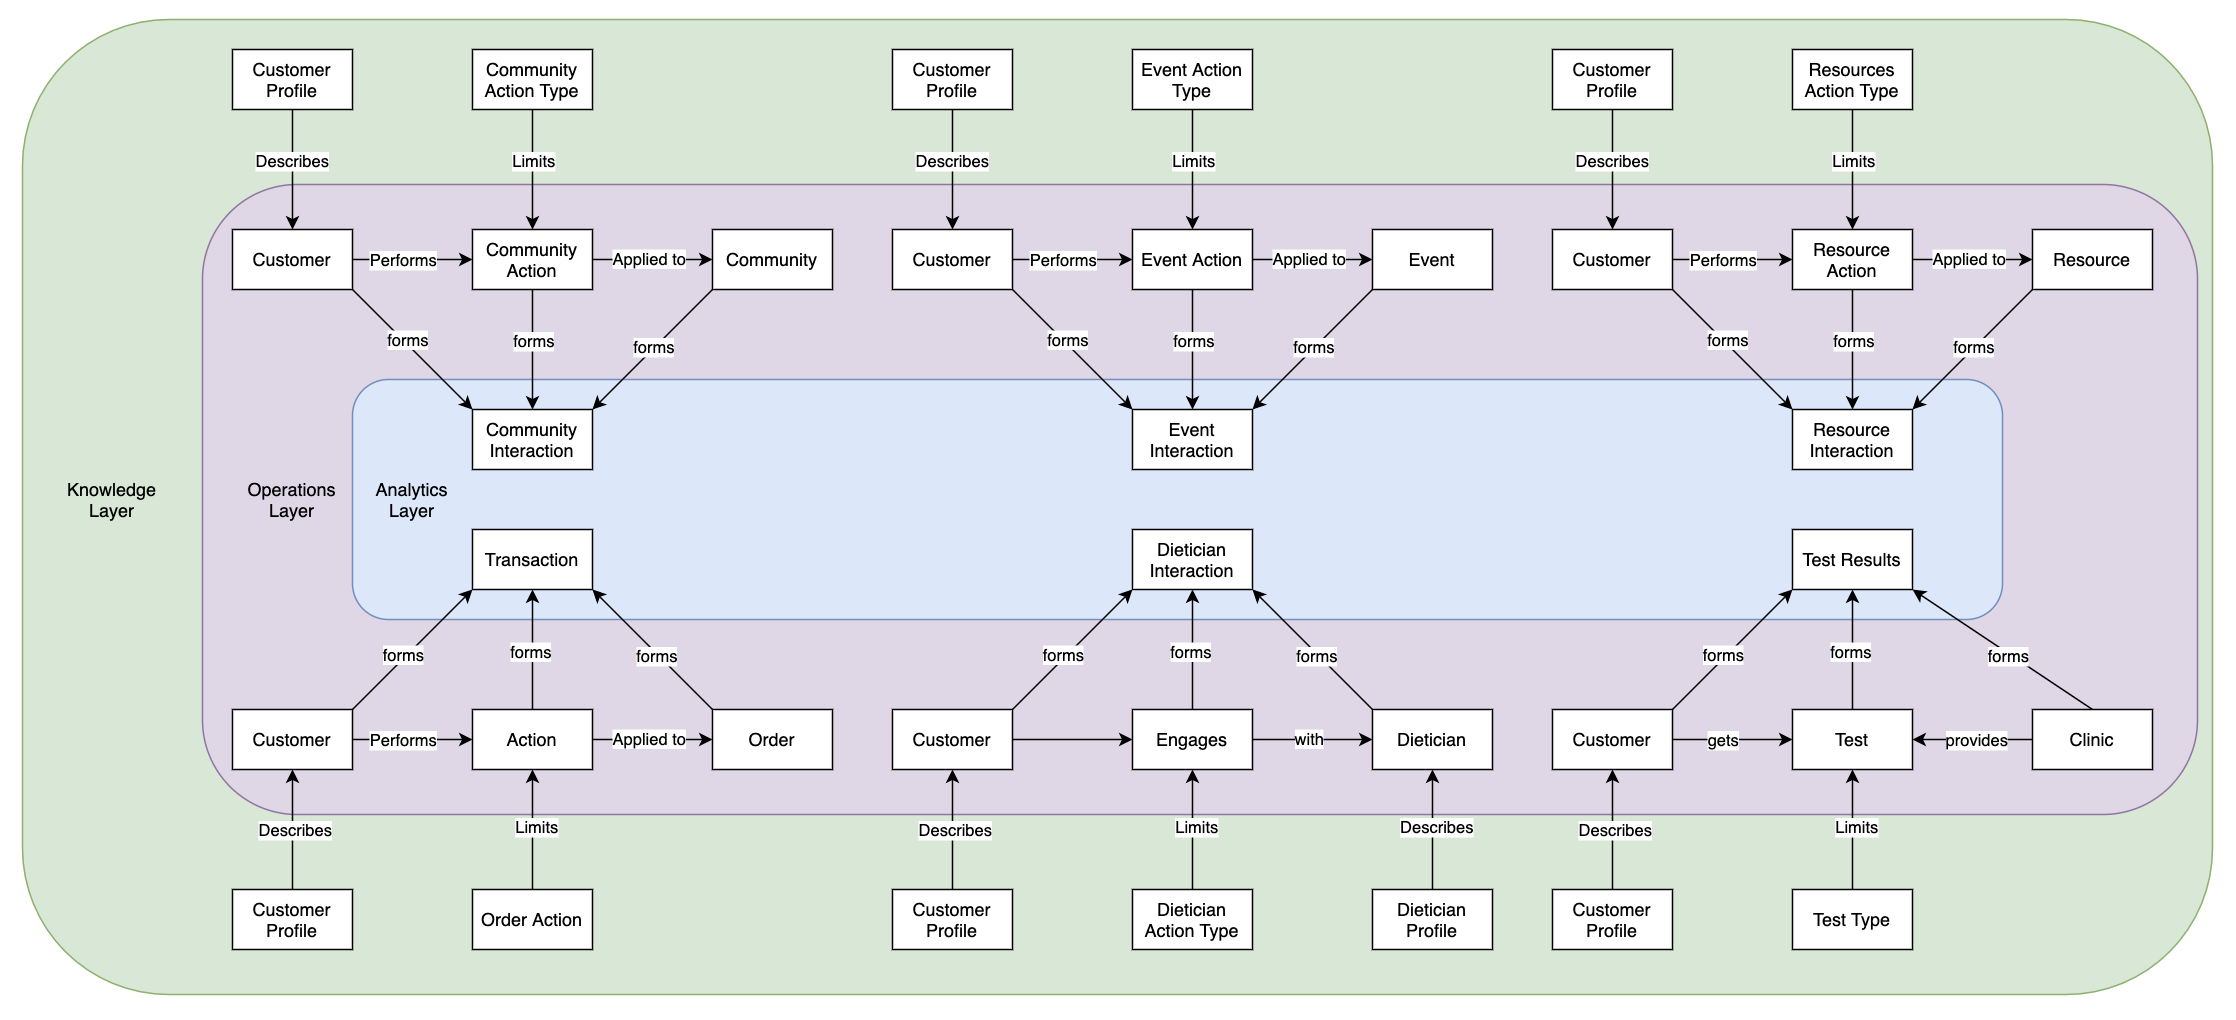 Customer
Profile
Community
Action Type
Customer
Profile
Event Action
Type
Customer
Profile
Resources
Action Type
Describes
Limits
Describes
Limits
Describes
Limits
Customer
Performs
Community
Action
Applied to
Community
Customer
Performs
Event Action
Applied to
Event
Customer
Performs
Resource
Action
Applied to
Resource
forms
forms
forms
forms
forms
forms
forms
forms
forms
Community
Interaction
Event
Interaction
Resource
Interaction
Knowledge
Layer
Operations
Layer
Analytics
Layer
Transaction
Dietician
Interaction
Test Results
forms
forms
forms
forms
forms
forms
forms
forms
forms
Customer
Performs
Action
Applied to
Order
Customer
Engages
with
Dietician
Customer
gets
Test
provides
Clinic
Describes
Limits
Describes
Limits
Describes
Describes
Limits
Customer
Profile
Order Action
Customer
Profile
Dietician
Action Type
Dietician
Profile
Customer
Profile
Test Type